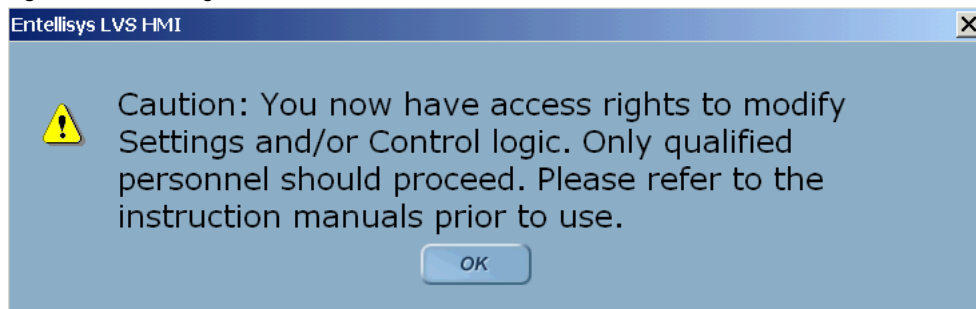 Entellisys LVS HMI
Caution: You now have access rights to modify
Settings and/or Control logic. Only qualified
personnel should proceed. Please refer to the
instruction manuals prior to use.
OK